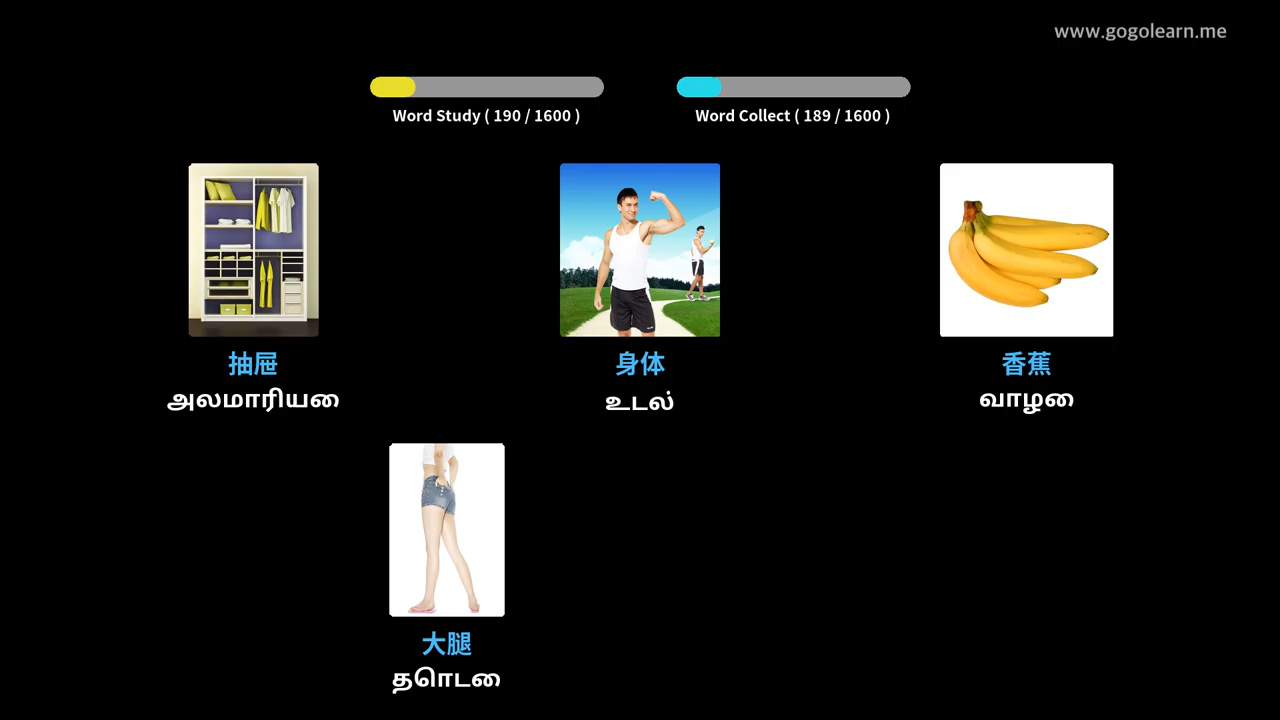 www.gogolearn.me
Word Study ( 190 / 1600 )
Word Collect ( 189 / 1600 )
抽屉
身体
香蕉
அலமாரியை
உடல்
வாழை
大腿
தொடை